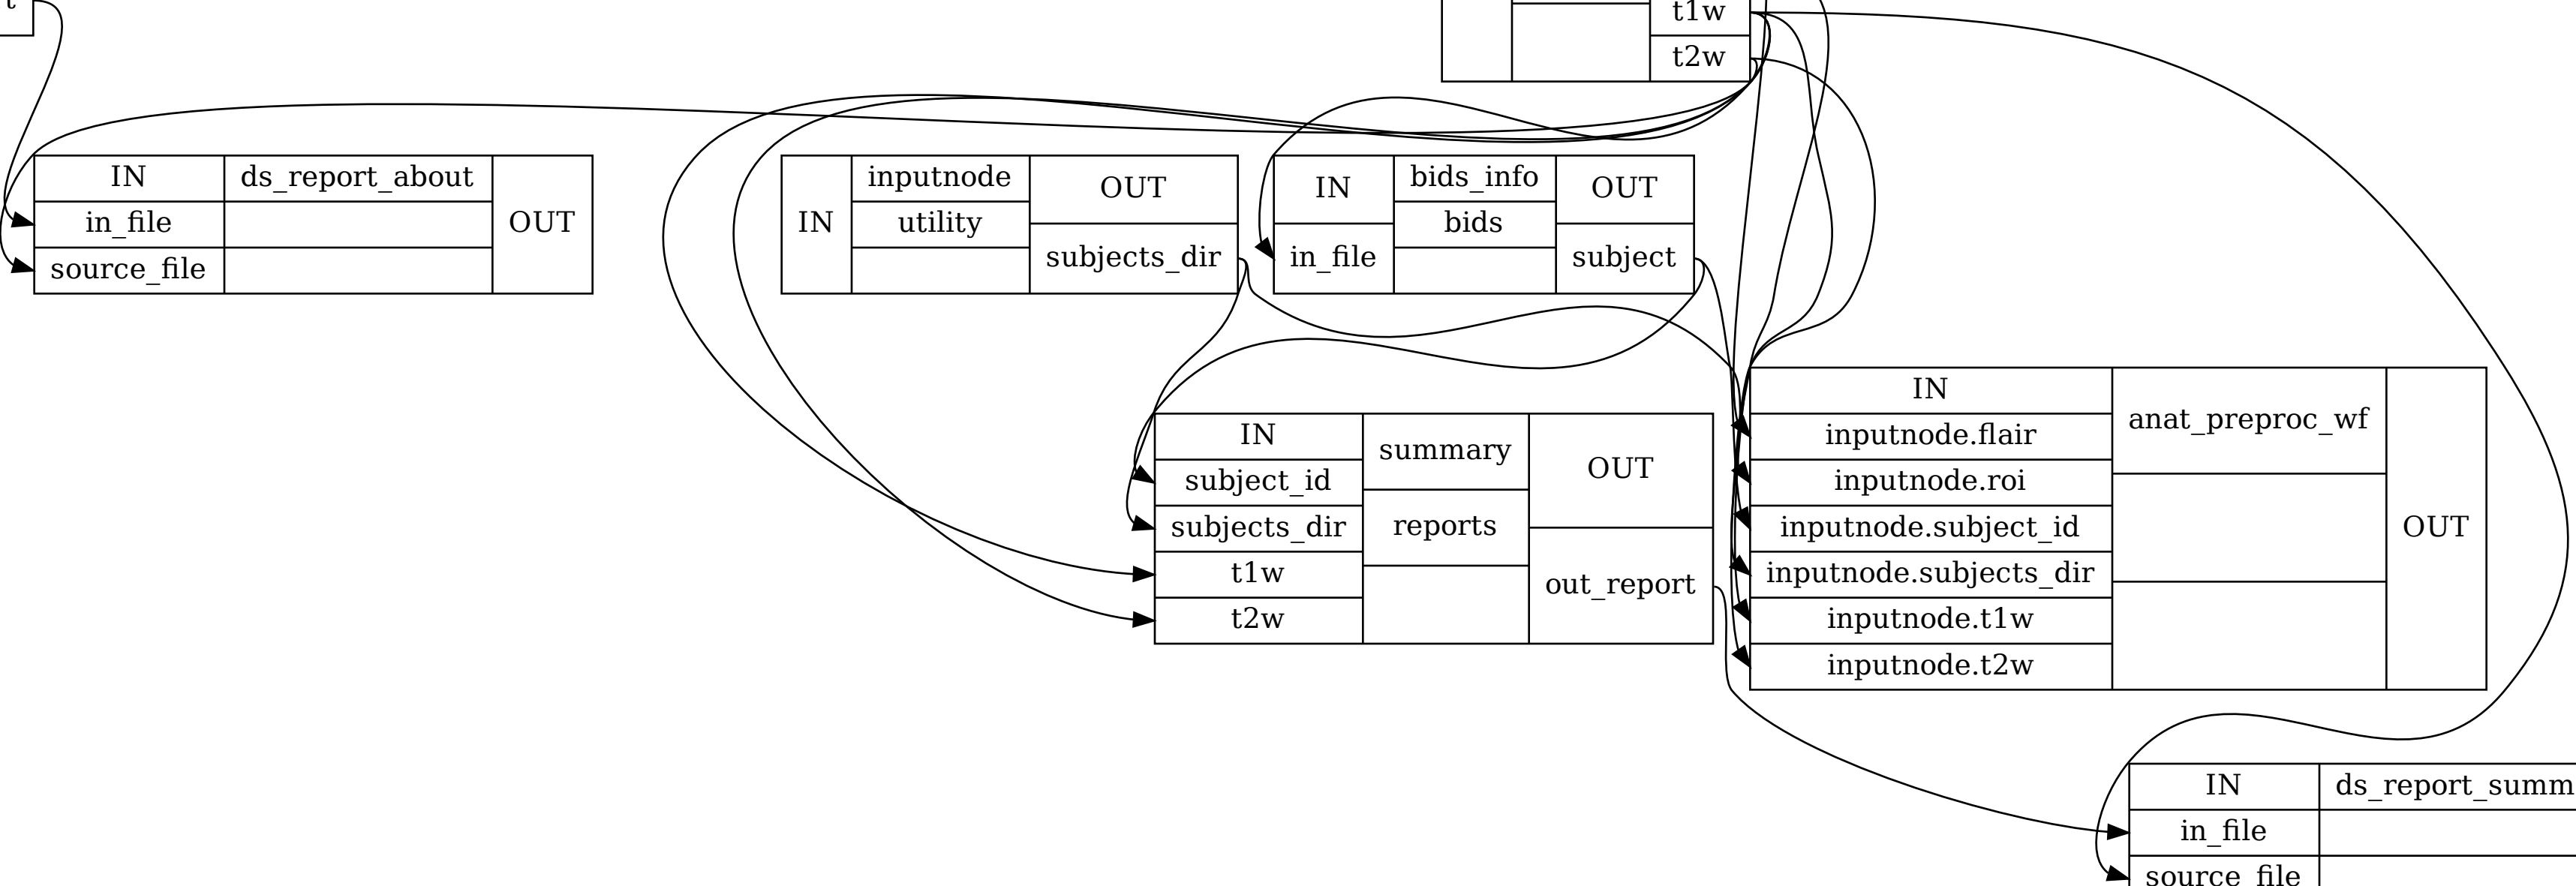 t1w
t2w
IN
ds_report_about
OUT
in_file
source_file
IN
inputnode
utility
OUT
subjects_dir
IN
in_file
bids_info
bids
OUT
subject
IN
subject_id
subjects_dir
t1w
t2w
summary
reports
OUT
out_report
IN
inputnode.flair
inputnode.roi
inputnode.subject_id
inputnode.subjects_dir
inputnode.t1w
inputnode.t2w
anat_preproc_wf
OUT
IN
ds_report_summ
in_file
source_file